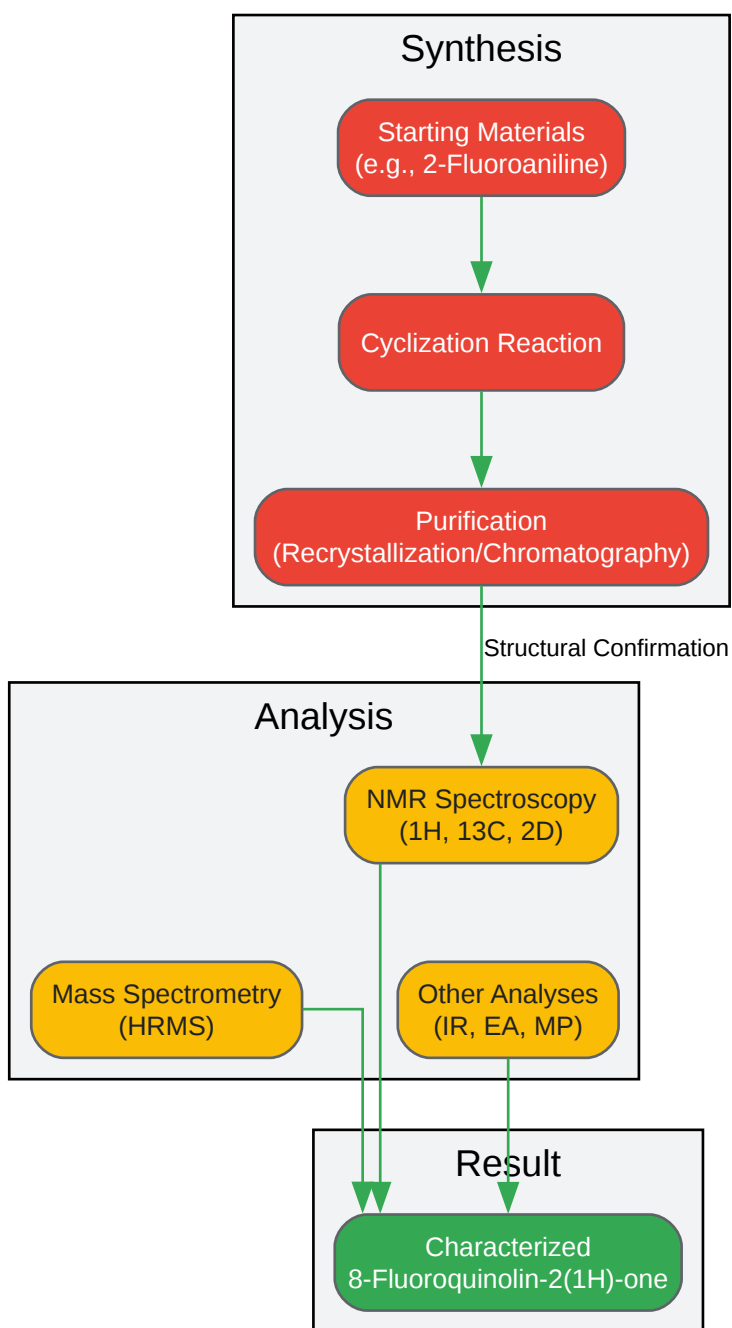 Synthesis
Starting Materials
(e.g., 2-Fluoroaniline)
Cyclization Reaction
Purification
(Recrystallization/Chromatography)
Structural Confirmation
Analysis
NMR Spectroscopy
(1H, 13C, 2D)
Mass Spectrometry
(HRMS)
Other Analyses
(IR, EA, MP)
Result
Characterized
8-Fluoroquinolin-2(1H)-one